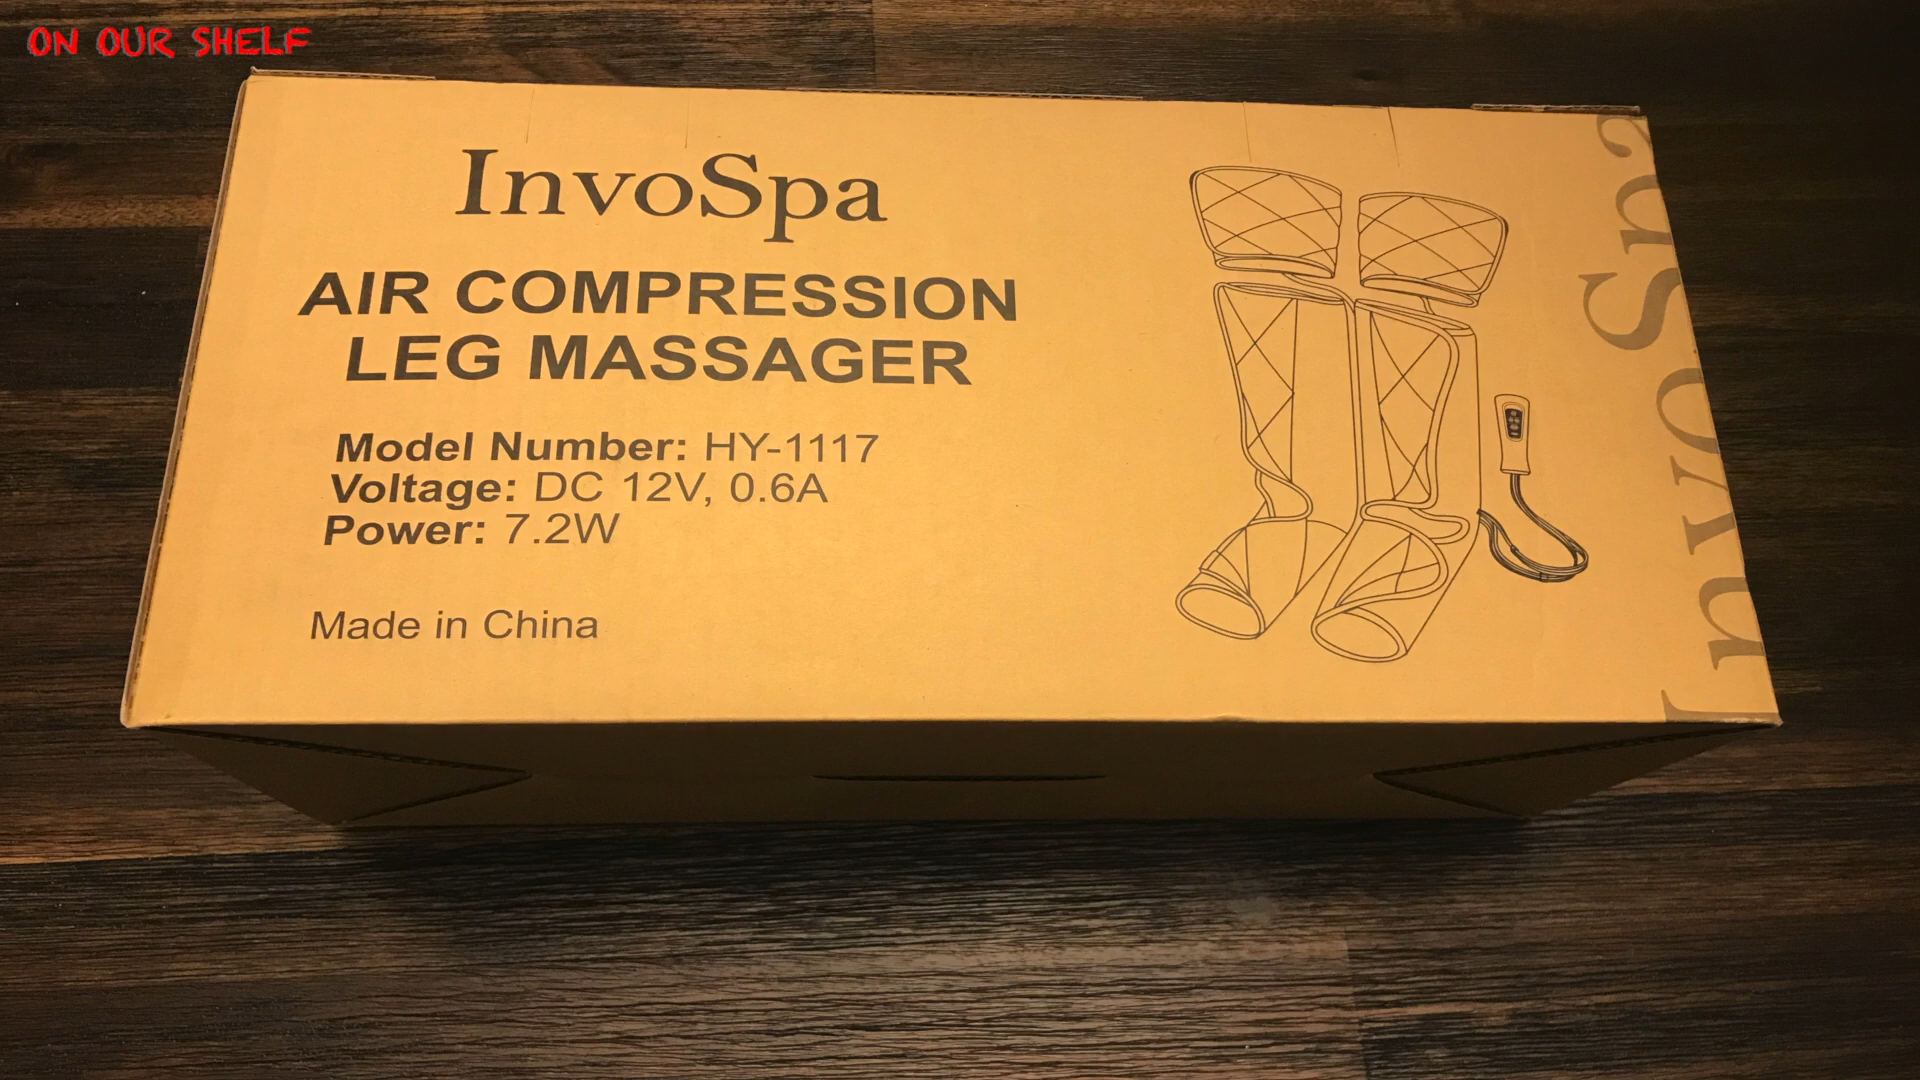 ON OUR SHELF
InvoSpa
AIR COMPRESSION
LEG MASSAGER
Model Number: HY-1117
Voltage: DC 12V, 0.6A
Power: 7.2W
Made in China
InvoSpa